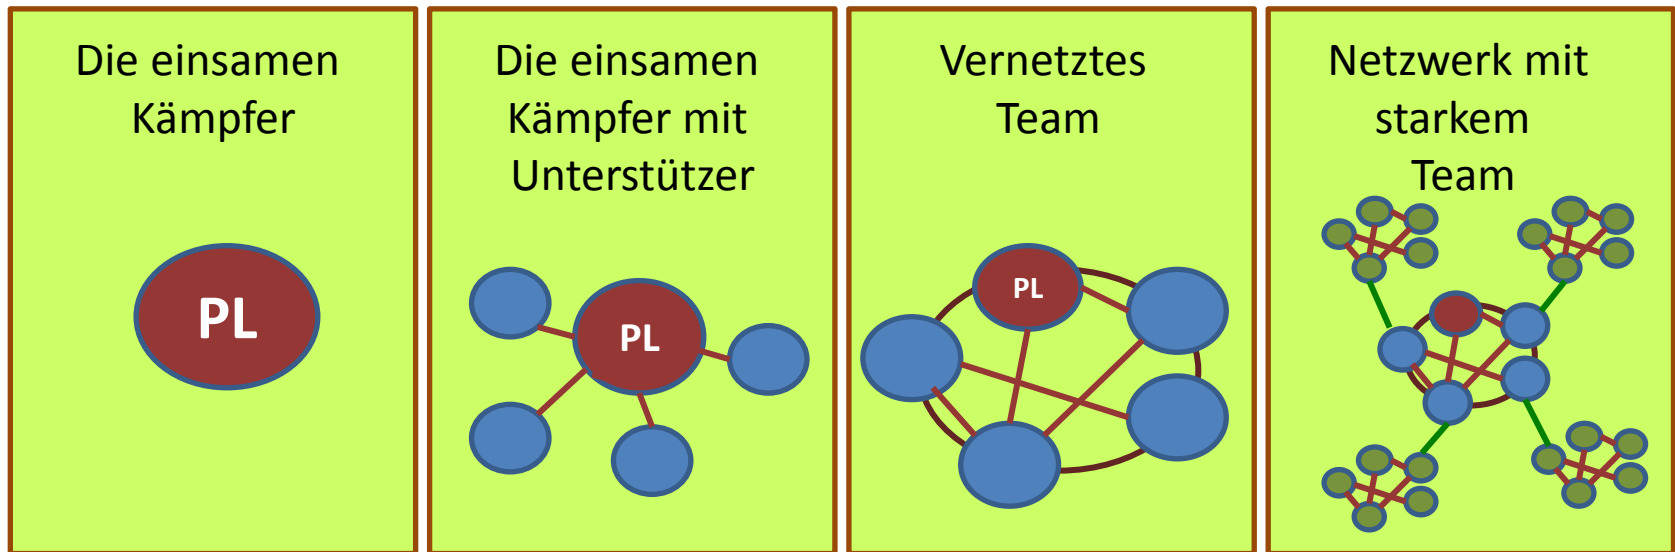 Die einsamen
Kämpfer
PL
Die einsamen
Kämpfer mit
Unterstützer
PL
Vernetztes
Team
PL
Netzwerk mit
starkem
Team